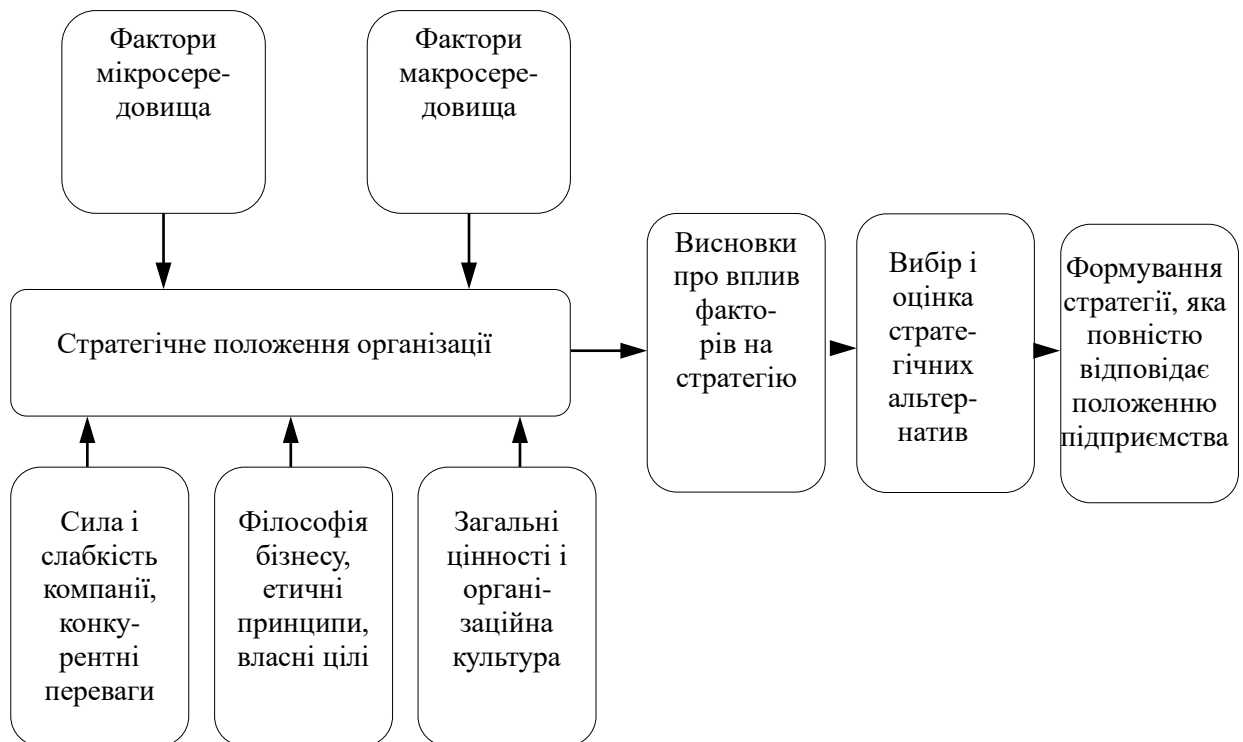 Фактори
мікросере-
довища
Фактори
макросере-
довища
Стратегічне положення організації
Висновки
про вплив
факто-
рів на
стратегію
Вибір і
оцінка
страте-
гічних
альтер-
натив
Формування
стратегії, яка
повністю
відповідає
положенню
підприємства
Сила і
слабкість
компанії,
конку-
рентні
переваги
Філософія
бізнесу,
етичні
принципи,
власні цілі
Загальні
цінності і
органі-
заційна
культура